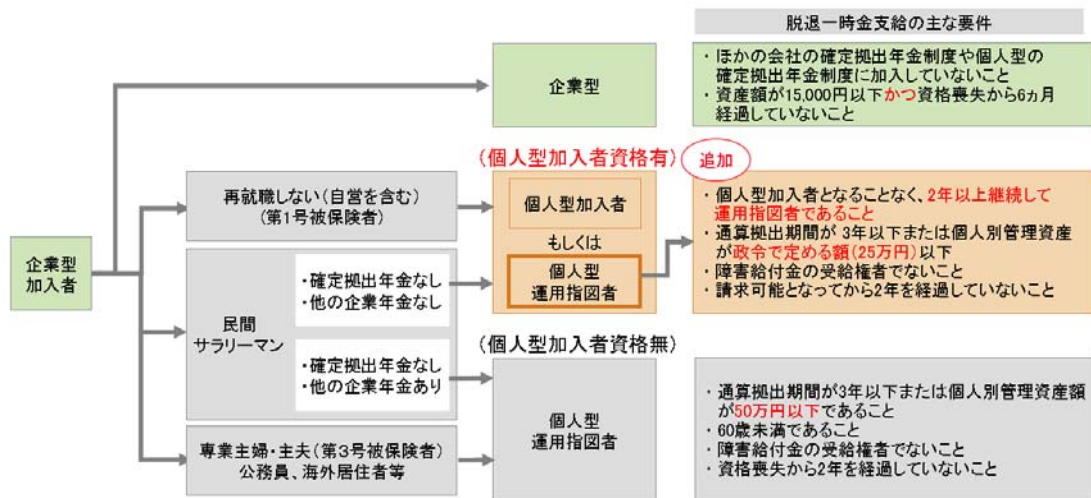 脱退一時金支給の主な要件
企業型
・ほかの会社の確定拠出年金制度や個人型の
確定拠出年金制度に加入していないこと
・資産額が15,000円以下かつ資格喪失から6ヵ月
経過していないこと
(個人型加入者資格有)
追加
再就職しない(自営を含む)
(第1号被保険者)
個人型加入者
もしくは
個人型
運用指図者
・個人型加入者となることなく、2年以上継続して
運用指図者であること
・通算拠出期間が 3年以下または個人別管理資産
が政令で定める額(25万円)以下
・障害給付金の受給権者でないこと
・請求可能となってから2年を経過していないこと
企業型
加入者
民間
サラリーマン
・確定拠出年金なし
・他の企業年金なし
・確定拠出年金なし
・他の企業年金あり
(個人型加入者資格無)
個人型
運用指図者
専業主婦・主夫(第3号被保険者)
公務員、海外居住者等
・通算拠出期間が3年以下または個人別管理資産額
が50万円以下であること
・60歳未満であること
・障害給付金の受給権者でないこと
・資格喪失から2年を経過していないこと